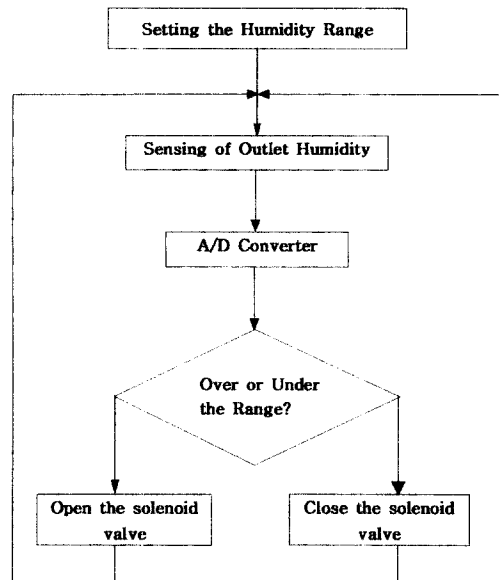 Setting the Humidity Range
Sensing of Outlet Humidity
A/D Converter
Over or Under
the Range?
Open the solenoid
valve
Close the solenoid
valve